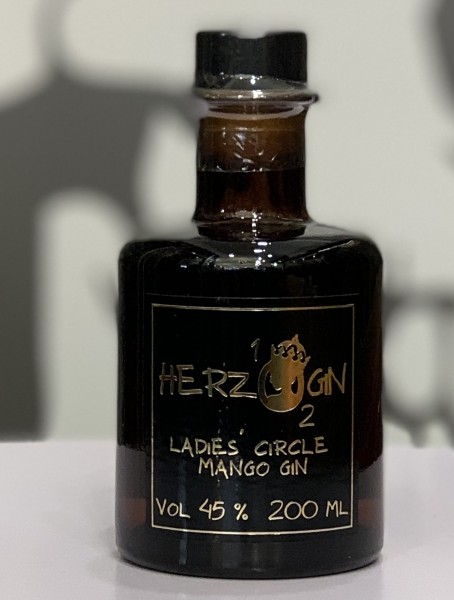 1
HERZOGIN
2
LADIES CIRCLE
MANGO GIN
VOL 45 % 200 ML